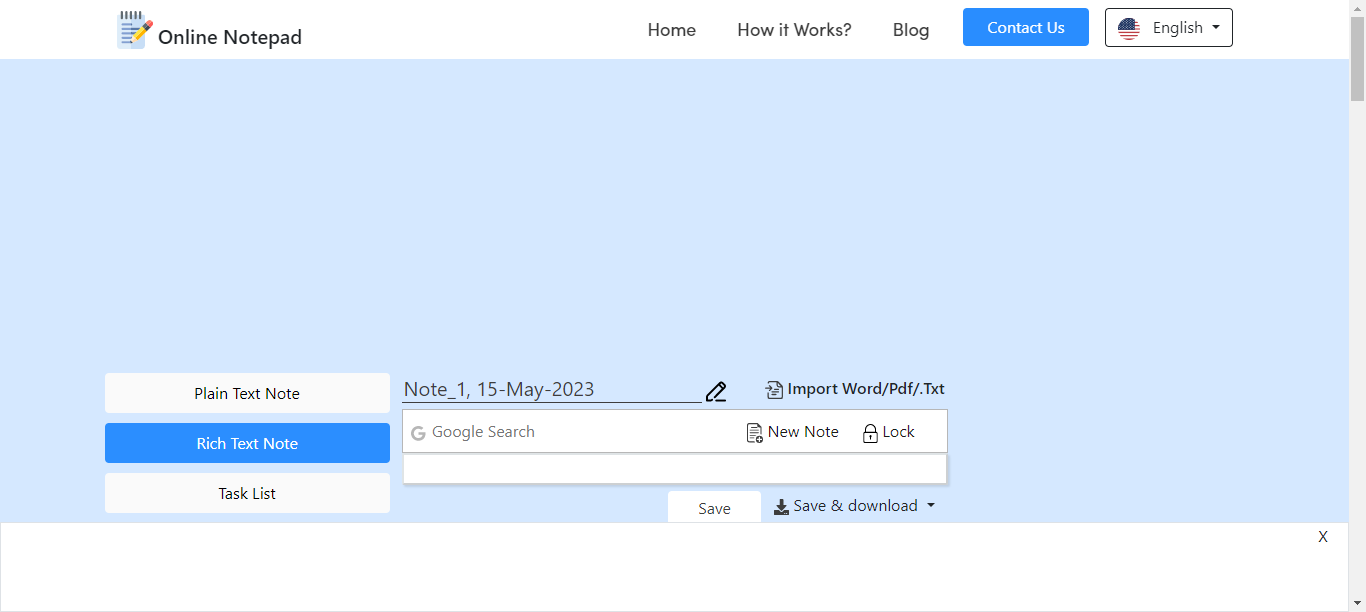 Online Notepad
Home How it Works? Blog Contact Us English
Plain Text Note
Rich Text Note
Task List
Note_1, 15-May-2023
Import Word/Pdf/.Txt
Google Search
New Note Lock
Save Save & download
X